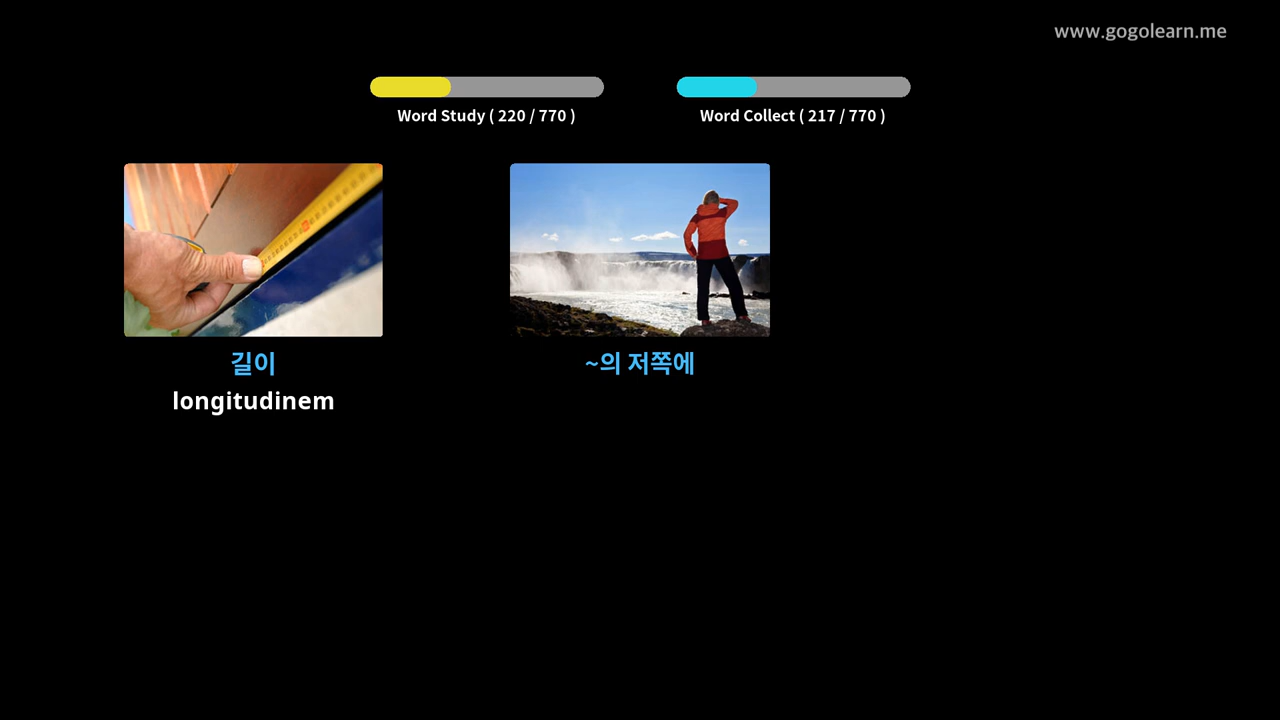 www.gogolearn.me
Word Study ( 220 / 770 )
Word Collect ( 217 / 770 )
길이
~의 저쪽에
longitudinem